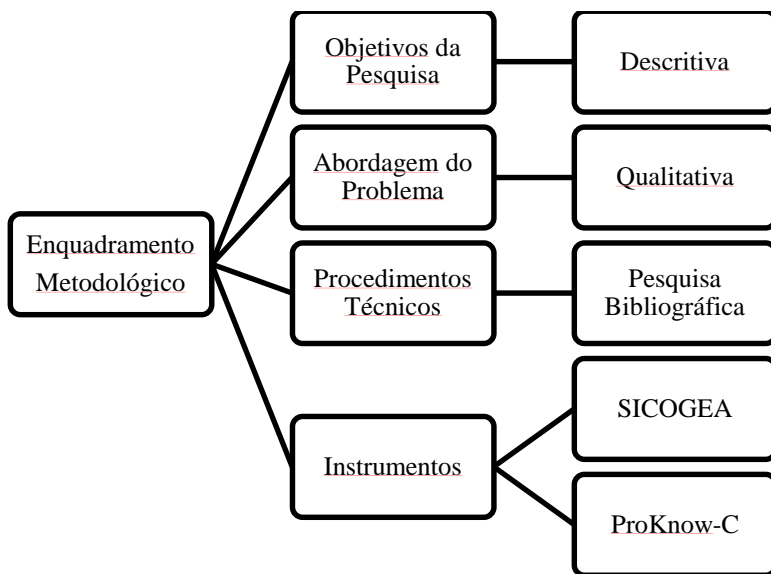 Objetivos da
Pesquisa
Descritiva
Abordagem do
Problema
Qualitativa
Enquadramento
Metodológico
Procedimentos
Técnicos
Pesquisa
Bibliográfica
Instrumentos
SICOGEA
ProKnow-C